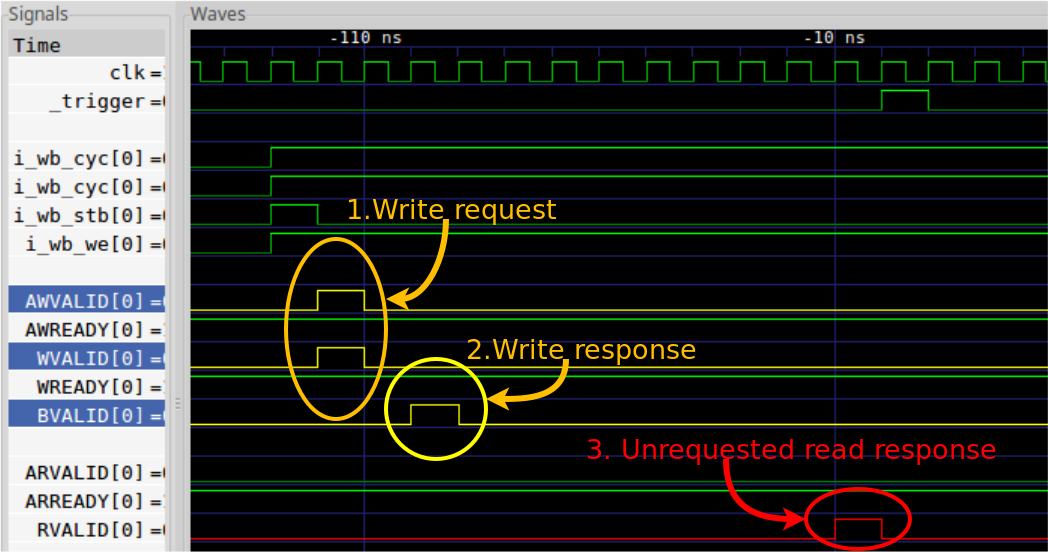 Signals
Waves
Time
-110 ns
-10 ns
clk =
_trigger =
i_wb_cyc[0] =
i_wb_cyc[0] =
i_wb_stb[0] =
1.Write request
i_wb_we[0] =
AWVALID[0] =
AWREADY[0] =
2.Write response
WVALID[0] =
WREADY[0] =
BVALID[0] =
3. Unrequested read response
ARVALID[0] =
ARREADY[0] =
RVALID[0] =